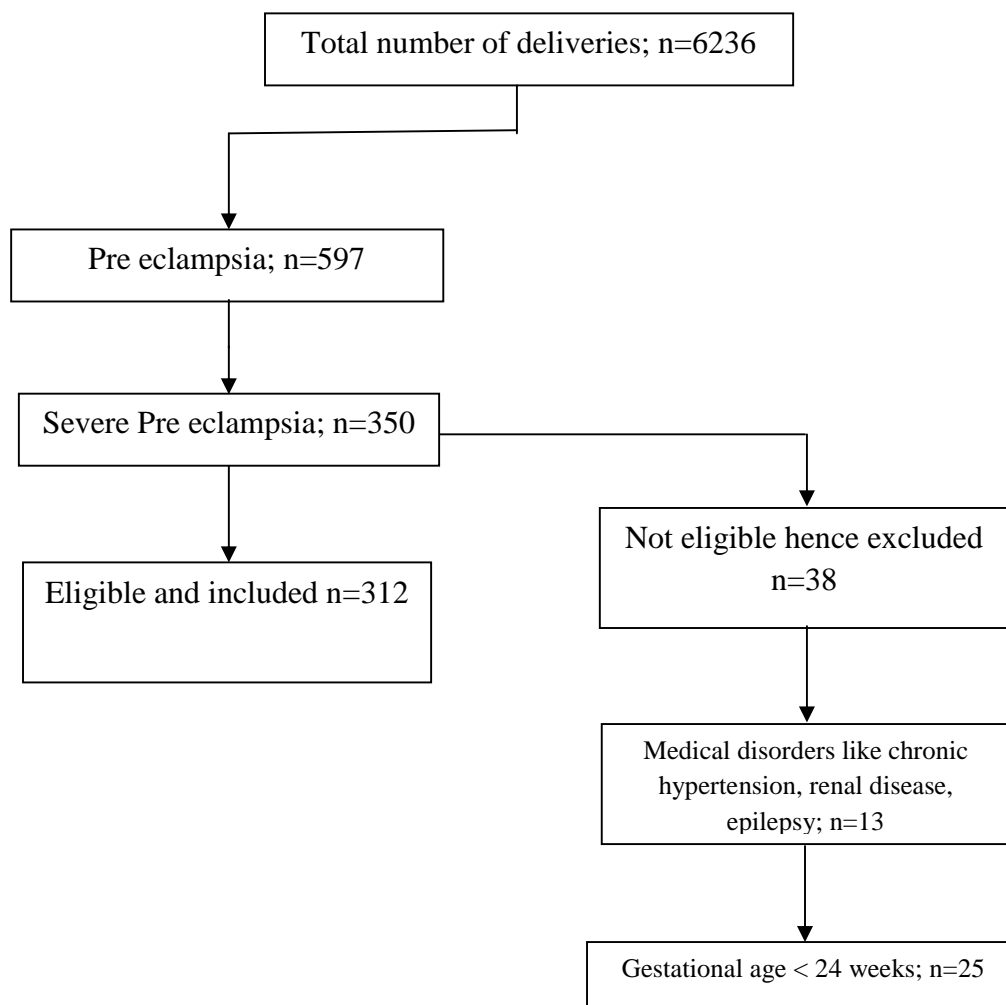 Total number of deliveries; n=6236
Pre eclampsia; n=597
Severe Pre eclampsia; n=350
Not eligible hence excluded
n=38
Eligible and included n=312
Medical disorders like chronic
hypertension, renal disease,
epilepsy; n=13
Gestational age < 24 weeks; n=25